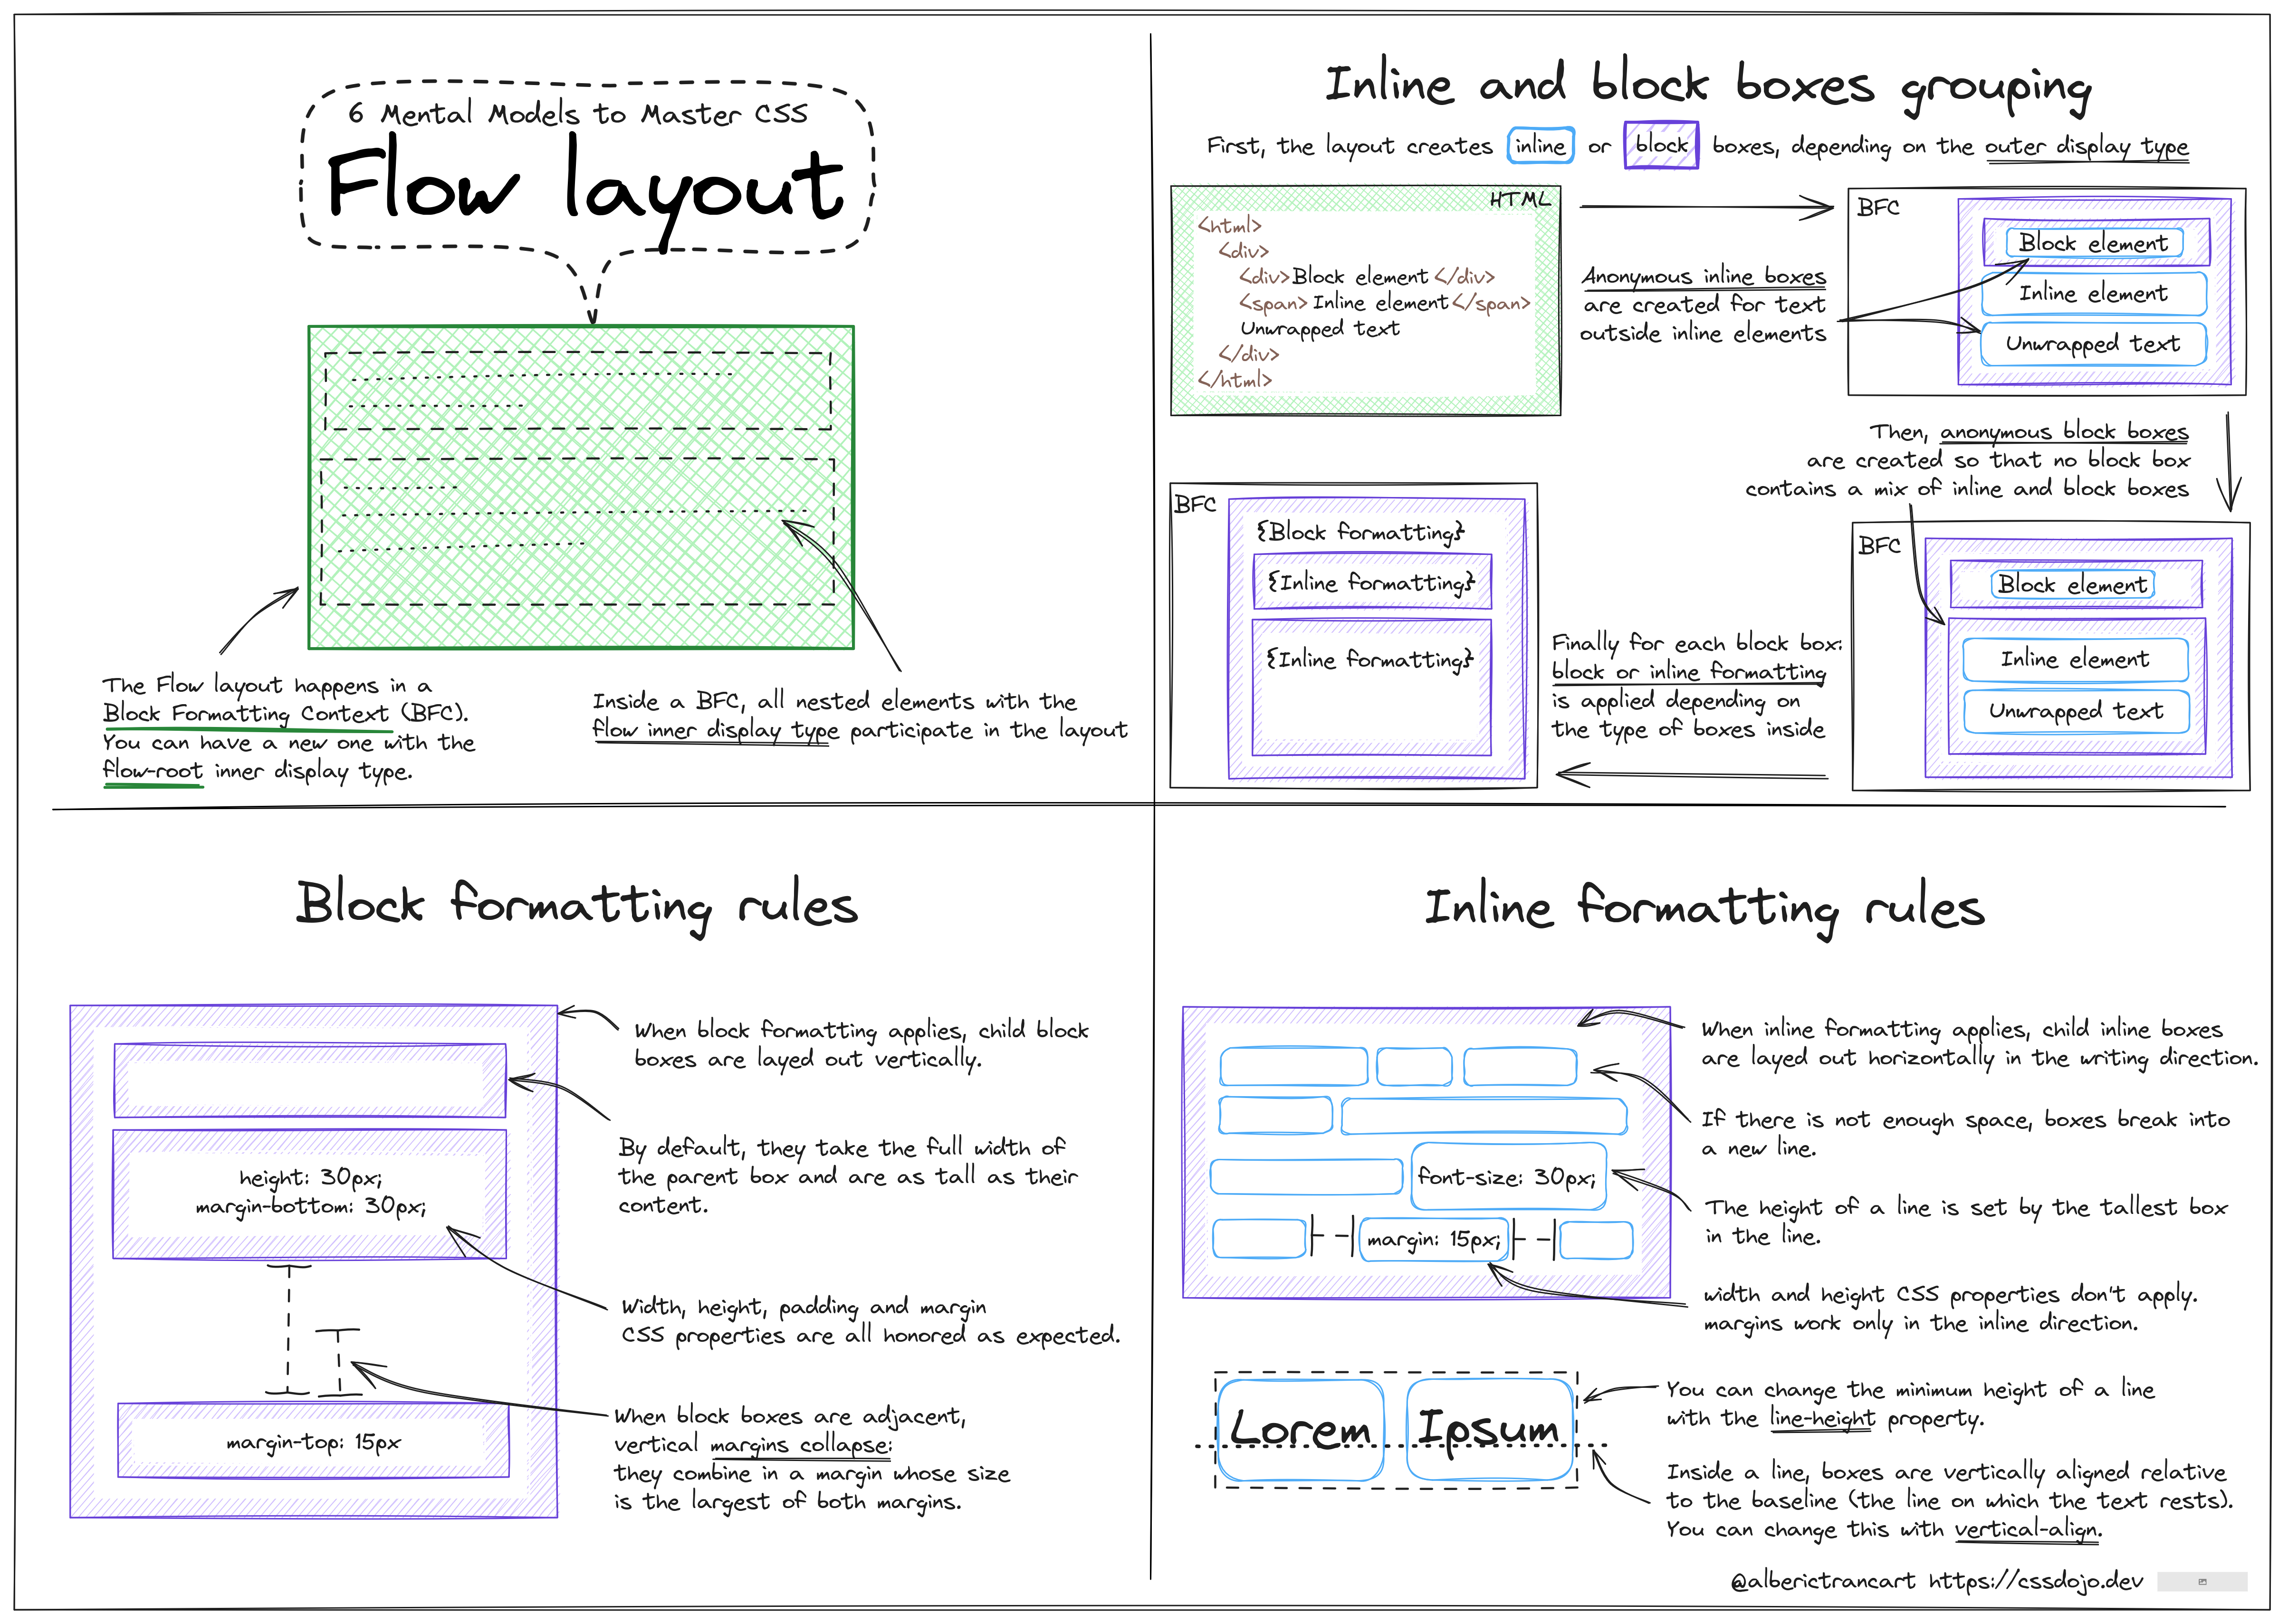 6 Mental Models to Master CSS
Flow layout
The Flow layout happens in a
Block Formatting Context (BFC).
You can have a new one with the
flow-root inner display type.
Inside a BFC, all nested elements with the
flow inner display type participate in the layout
Inline and block boxes grouping
First, the layout creates inline or block boxes, depending on the outer display type
HTML
<html>
<div>
<div>Block element</div>
<span>Inline element</span>
Unwrapped text
</div>
</html>
Anonymous inline boxes
are created for text
outside inline elements
BFC
Block element
Inline element
Unwrapped text
Then, anonymous block boxes
are created so that no block box
contains a mix of inline and block boxes
BFC
Block element
Inline element
Unwrapped text
Finally for each block box:
block or inline formatting
is applied depending on
the type of boxes inside
BFC
{Block formatting}
{Inline formatting}
{Inline formatting}
Block formatting rules
When block formatting applies, child block
boxes are layed out vertically.
By default, they take the full width of
the parent box and are as tall as their
content.
height: 30px;
margin-bottom: 30px;
Width, height, padding and margin
CSS properties are all honored as expected.
When block boxes are adjacent,
vertical margins collapse:
they combine in a margin whose size
is the largest of both margins.
margin-top: 15px
Inline formatting rules
When inline formatting applies, child inline boxes
are layed out horizontally in the writing direction.
If there is not enough space, boxes break into
a new line.
font-size: 30px;
The height of a line is set by the tallest box
in the line.
margin: 15px;
width and height CSS properties don't apply.
margins work only in the inline direction.
Lorem Ipsum
You can change the minimum height of a line
with the line-height property.
Inside a line, boxes are vertically aligned relative
to the baseline (the line on which the text rests).
You can change this with vertical-align.
@alberictrancart https://cssdojo.dev